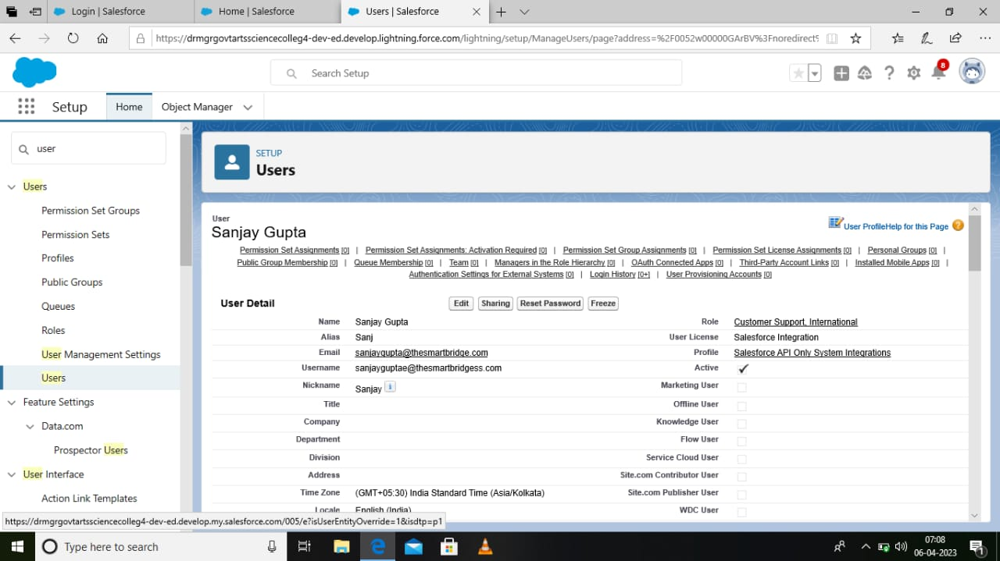 Login | Salesforce
Home | Salesforce
Users | Salesforce
https://drmgrgovtartssciencecolleg4-dev-ed.develop.lightning.force.com/lightning/setup/ManageUsers/page?address=%2F0052w00000GArBV%3Fnoredirect%
Search Setup
8
Setup
Home
Object Manager
user
Users
Permission Set Groups
Permission Sets
Profiles
Public Groups
Queues
Roles
User Management Settings
Users
Feature Settings
Data.com
Prospector Users
User Interface
Action Link Templates
SETUP
Users
User
Sanjay Gupta
User Profile Help for this Page
Permission Set Assignments [0] | Permission Set Assignments: Activation Required [0] | Permission Set Group Assignments [0] | Permission Set License Assignments [0] | Personal Groups [0] |
Public Group Membership [0] | Queue Membership [0] | Team [0] | Managers in the Role Hierarchy [0] | OAuth Connected Apps [0] | Third-Party Account Links [0] | Installed Mobile Apps [0] |
Authentication Settings for External Systems [0] | Login History [0+] | User Provisioning Accounts [0]
User Detail Edit Sharing Reset Password Freeze
Name Sanjay Gupta Role Customer Support, International
Alias Sanj User License Salesforce Integration
Email sanjaygupta@thesmartbridge.com Profile Salesforce API Only System Integrations
Username sanjayguptae@thesmartbridgess.com Active
Nickname Sanjay i Marketing User
Title Offline User
Company Knowledge User
Department Flow User
Division Service Cloud User
Address Site.com Contributor User
Time Zone (GMT+05:30) India Standard Time (Asia/Kolkata) Site.com Publisher User
Locale English (India) WDC User
https://drmgrgovtartssciencecolleg4-dev-ed.develop.my.salesforce.com/005/e?isUserEntityOverride=1&isdtp=p1
Type here to search
07:08
06-04-2023
1